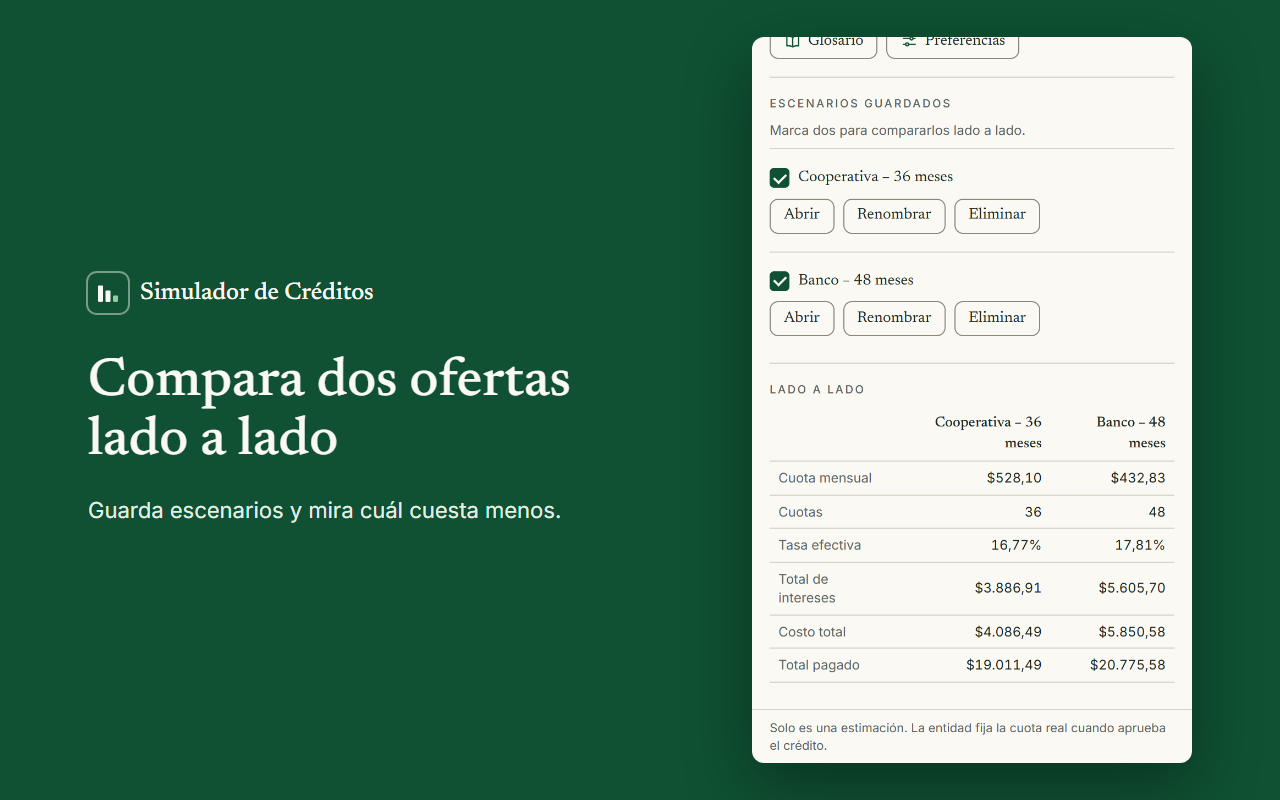 Simulador de Créditos
Compara dos ofertas
lado a lado
Guarda escenarios y mira cuál cuesta menos.
Glosario Preferencias
ESCENARIOS GUARDADOS
Marca dos para compararlos lado a lado.
Cooperativa – 36 meses
Abrir Renombrar Eliminar
Banco – 48 meses
Abrir Renombrar Eliminar
LADO A LADO
Cooperativa – 36 Banco – 48
meses meses
Cuota mensual $528,10 $432,83
Cuotas 36 48
Tasa efectiva 16,77% 17,81%
Total de
intereses $3.886,91 $5.605,70
Costo total $4.086,49 $5.850,58
Total pagado $19.011,49 $20.775,58
Solo es una estimación. La entidad fija la cuota real cuando aprueba
el crédito.